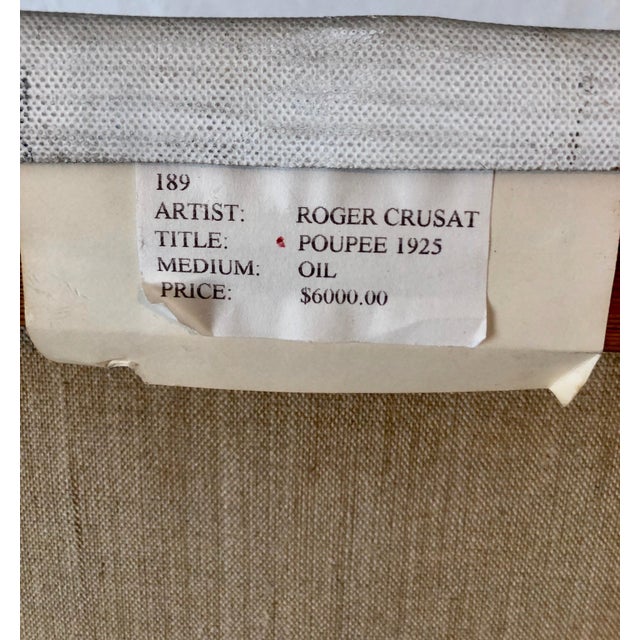 189
ARTIST: ROGER CRUSAT
TITLE: POUPEE 1925
MEDIUM: OIL
PRICE: $6000.00